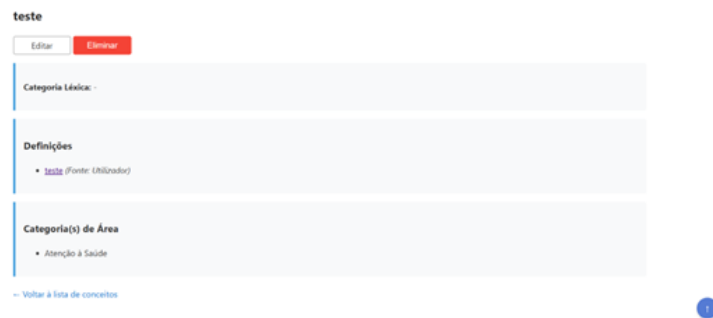 teste
Editar
Eliminar
Categoria Léxica: -
Definições
• teste (Fonte: Utilizador)
Categoria(s) de Área
• Atenção à Saúde
← Voltar à lista de conceitos
↑